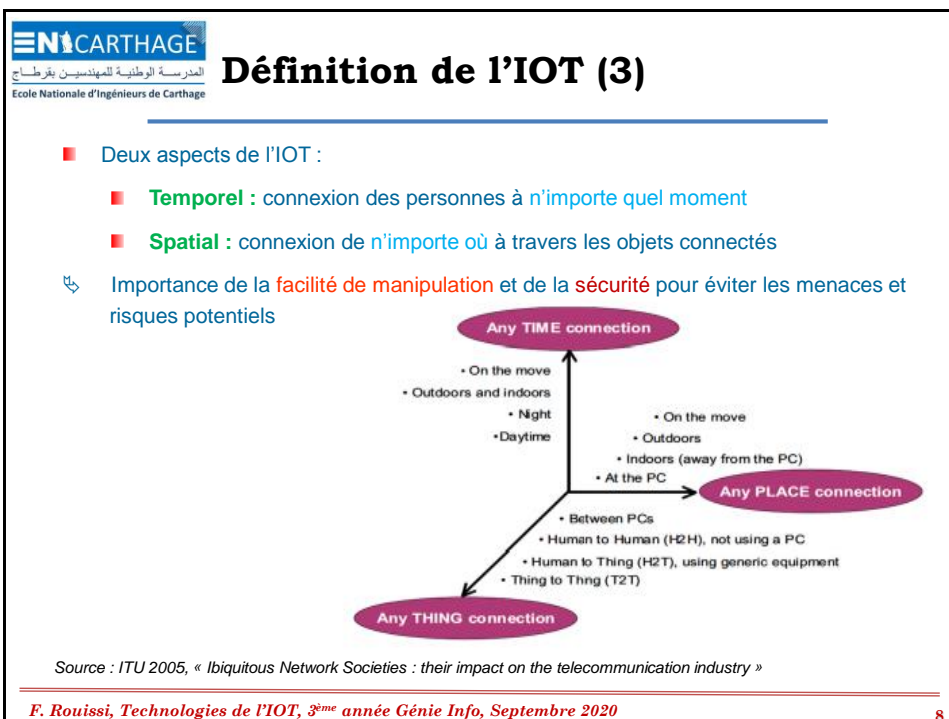 ENICARTHAGE
المدرســة الوطنيــة للمهندسيــن بقرطــاج
Ecole Nationale d'Ingénieurs de Carthage
Définition de l'IOT (3)
Deux aspects de l'IOT :
Temporel : connexion des personnes à n'importe quel moment
Spatial : connexion de n'importe où à travers les objets connectés
Importance de la facilité de manipulation et de la sécurité pour éviter les menaces et
risques potentiels
Any TIME connection
• On the move
• Outdoors and indoors
• Night
•Daytime
• On the move
• Outdoors
• Indoors (away from the PC)
• At the PC
Any PLACE connection
• Between PCs
• Human to Human (H2H), not using a PC
• Human to Thing (H2T), using generic equipment
• Thing to Thng (T2T)
Any THING connection
Source : ITU 2005, « Ibiquitous Network Societies : their impact on the telecommunication industry »
F. Rouissi, Technologies de l'IOT, 3ème année Génie Info, Septembre 2020
8